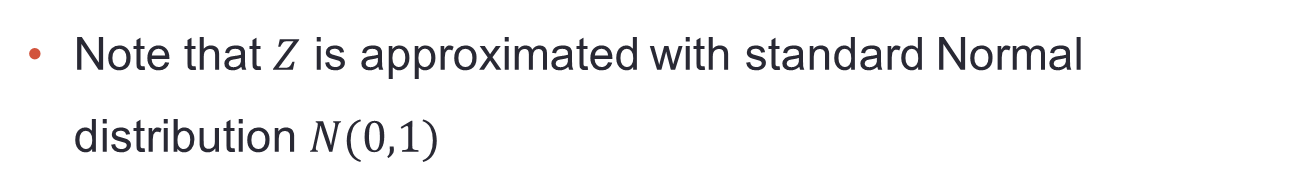 • Note that Z is approximated with standard Normal
distribution N(0,1)